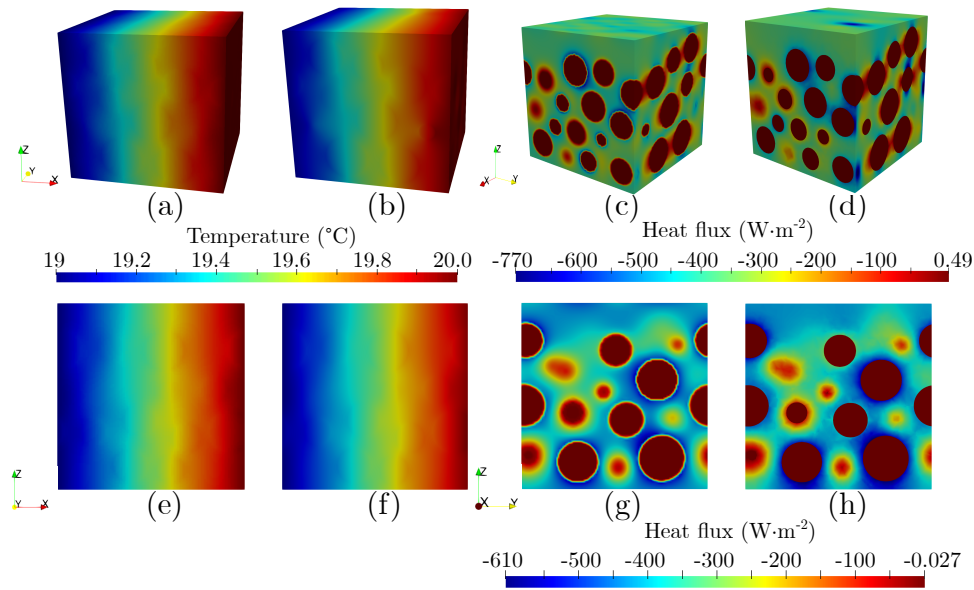 Z
Y
X
Z
X
Y
(a)
(b)
(c)
(d)
Temperature (°C)
19 19.2 19.4 19.6 19.8 20.0
Heat flux (W·m-2)
-770 -600 -500 -400 -300 -200 -100 0.49
Z
Y
X
Z
X
Y
(e)
(f)
(g)
(h)
Heat flux (W·m-2)
-610 -500 -400 -300 -200 -100 -0.027